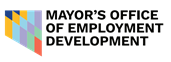 MAYOR'S OFFICE
OF EMPLOYMENT
DEVELOPMENT